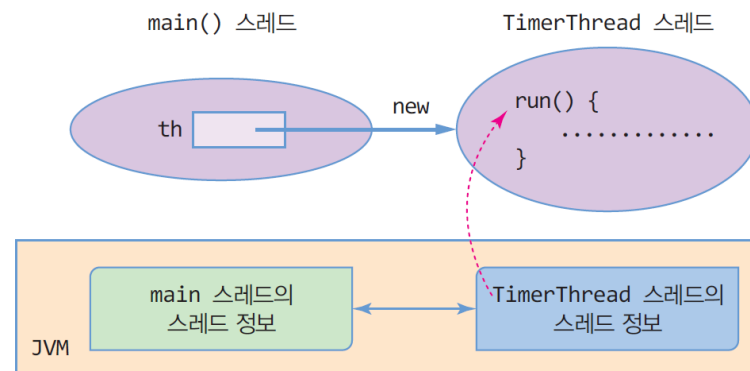 main() 스레드
TimerThread 스레드
th
new
run() {
.............
}
main 스레드의
스레드 정보
TimerThread 스레드의
스레드 정보
JVM